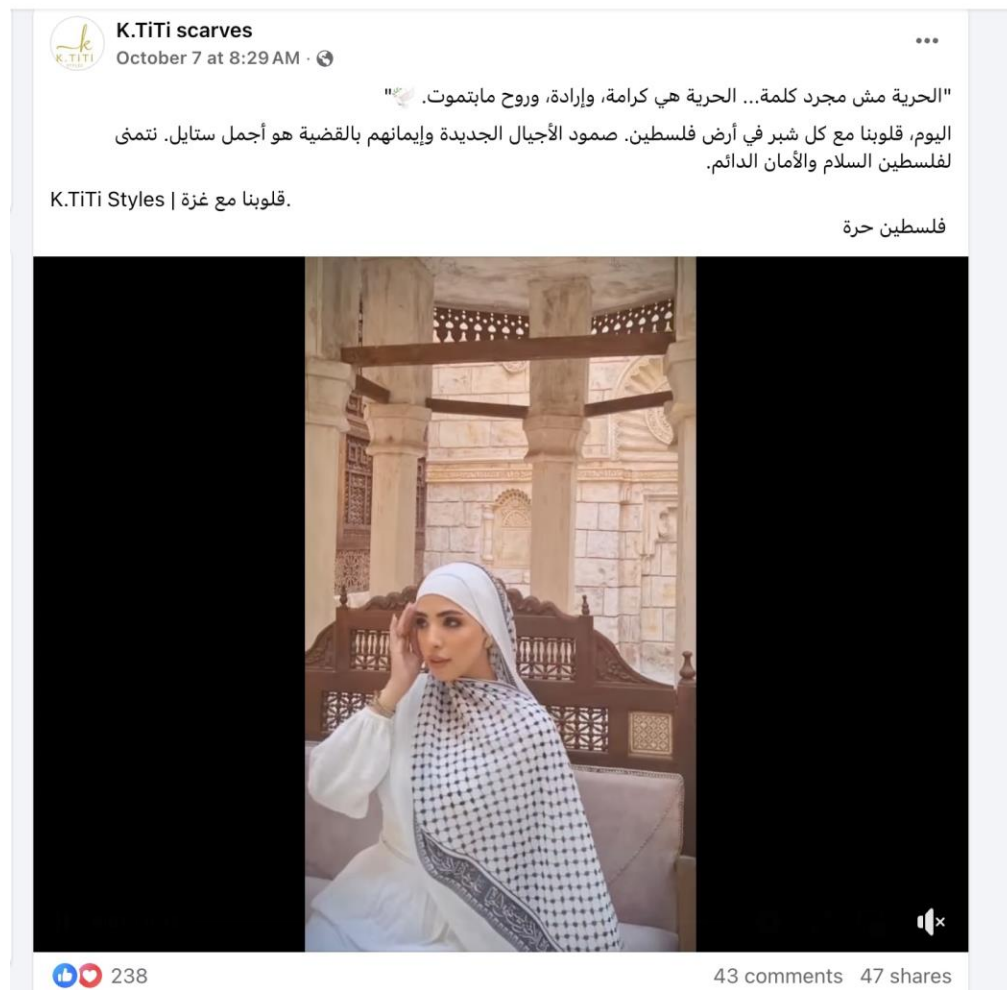 K.TiTi scarves
October 7 at 8:29 AM ·
"الحرية مش مجرد كلمة... الحرية هي كرامة، وإرادة، وروح مابتموت. 🕊️"
اليوم، قلوبنا مع كل شبر في أرض فلسطين. صمود الأجيال الجديدة وإيمانهم بالقضية هو أجمل ستايل. نتمنى
لفلسطين السلام والأمان الدائم.
K.TiTi Styles | قلوبنا مع غزة.
فلسطين حرة
238
43 comments 47 shares